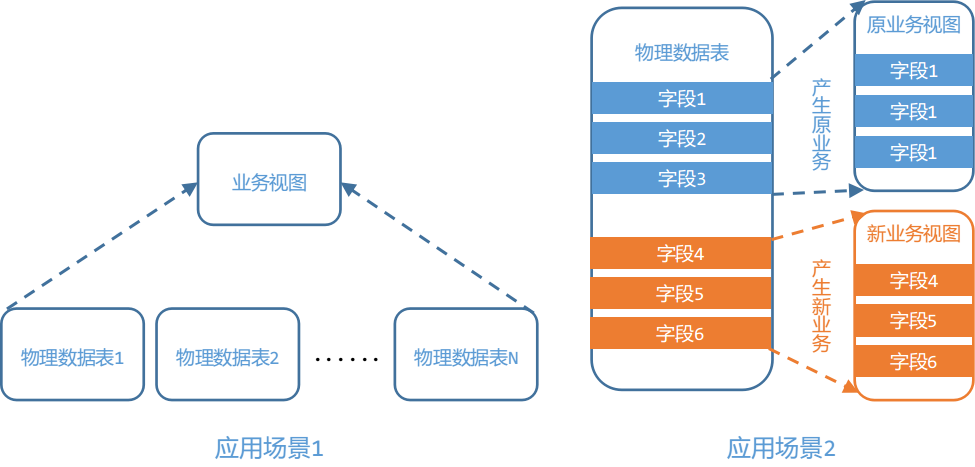 业务视图
物理数据表1
物理数据表2
······
物理数据表N
应用场景1
物理数据表
字段1
字段2
字段3
字段4
字段5
字段6
产生原业务
产生新业务
原业务视图
字段1
字段1
字段1
新业务视图
字段4
字段5
字段6
应用场景2